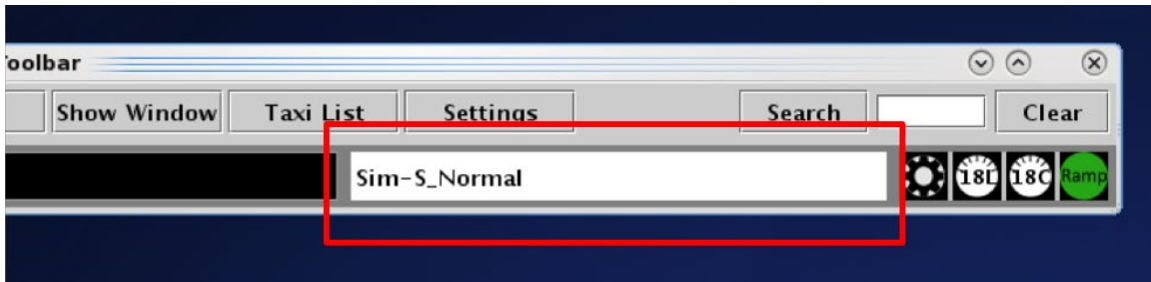 oolbar
Show Window Taxi List Settings Search Clear
Sim-S_Normal 18L 18C Ramp